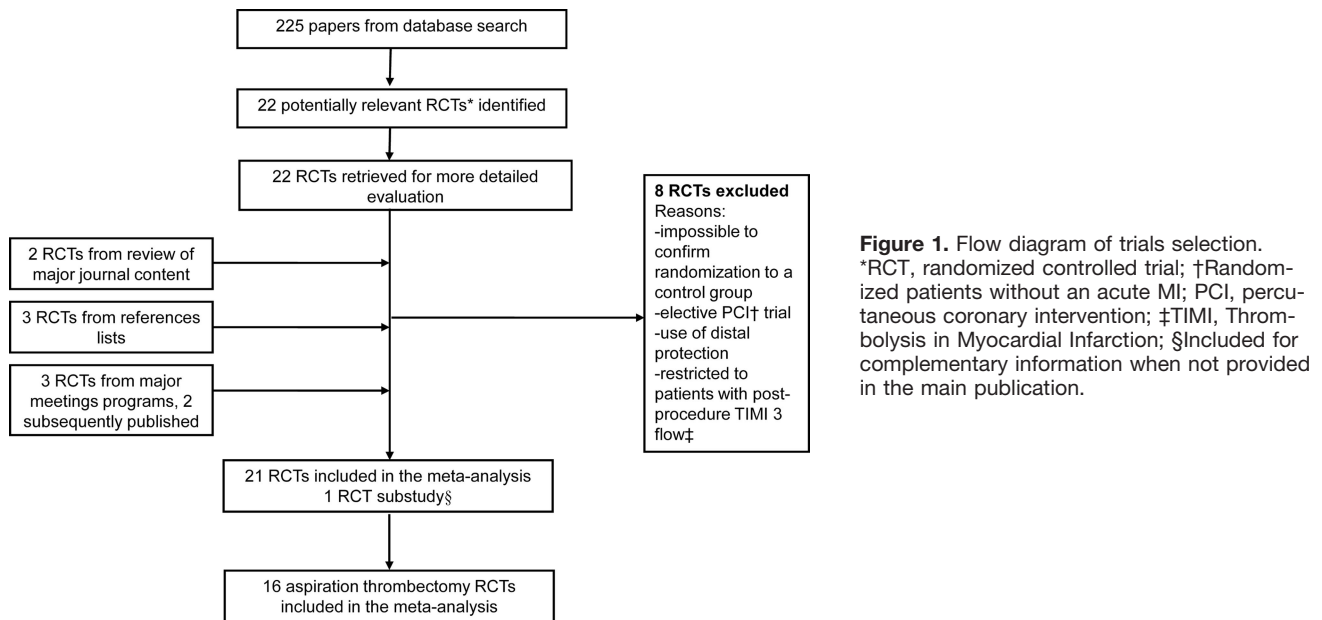 225 papers from database search
22 potentially relevant RCTs* identified
22 RCTs retrieved for more detailed
evaluation
2 RCTs from review of
major journal content
3 RCTs from references
lists
3 RCTs from major
meetings programs, 2
subsequently published
8 RCTs excluded
Reasons:
-impossible to
confirm
randomization to a
control group
-elective PCI† trial
-use of distal
protection
-restricted to
patients with post-
procedure TIMI 3
flow‡
21 RCTs included in the meta-analysis
1 RCT substudy§
16 aspiration thrombectomy RCTs
included in the meta-analysis
Figure 1. Flow diagram of trials selection.
*RCT, randomized controlled trial; †Random-
ized patients without an acute MI; PCI, percu-
taneous coronary intervention; ‡TIMI, Throm-
bolysis in Myocardial Infarction; §Included for
complementary information when not provided
in the main publication.